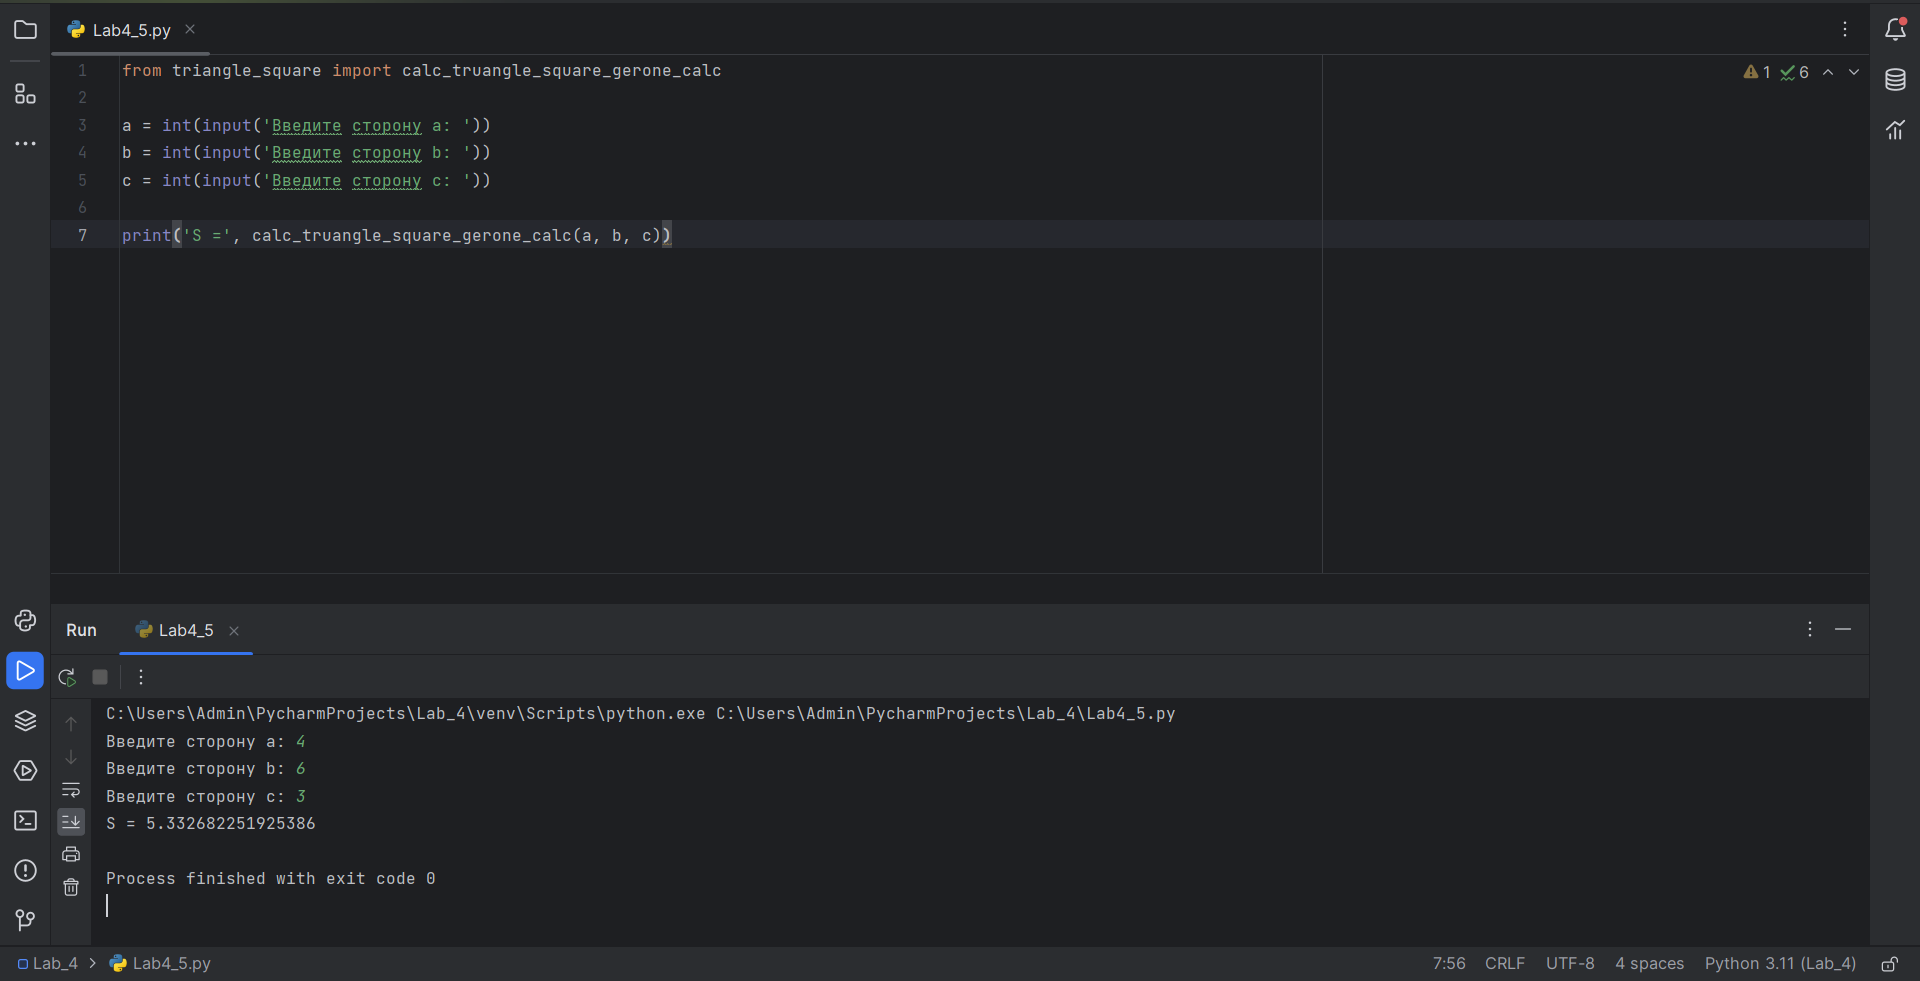 Lab4_5.py
1 from triangle_square import calc_truangle_square_gerone_calc
2
3 a = int(input('Введите сторону a: '))
4 b = int(input('Введите сторону b: '))
5 c = int(input('Введите сторону c: '))
6
7 print('S =', calc_truangle_square_gerone_calc(a, b, c))
1 6
Run Lab4_5
C:\Users\Admin\PycharmProjects\Lab_4\venv\Scripts\python.exe C:\Users\Admin\PycharmProjects\Lab_4\Lab4_5.py
Введите сторону a: 4
Введите сторону b: 6
Введите сторону c: 3
S = 5.332682251925386
Process finished with exit code 0
Lab_4 > Lab4_5.py 7:56 CRLF UTF-8 4 spaces Python 3.11 (Lab_4)